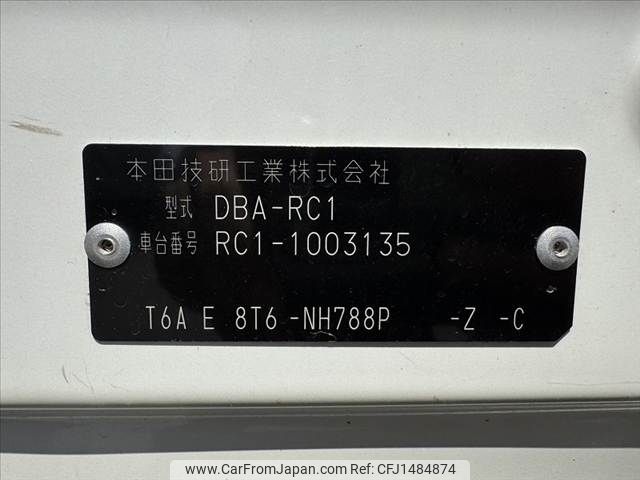 本田技研工業株式会社
型式 DBA-RC1
車台番号 RC1-1003135
T6A E 8T6-NH788P -Z -C
www.CarFromJapan.com | CFJ1484874